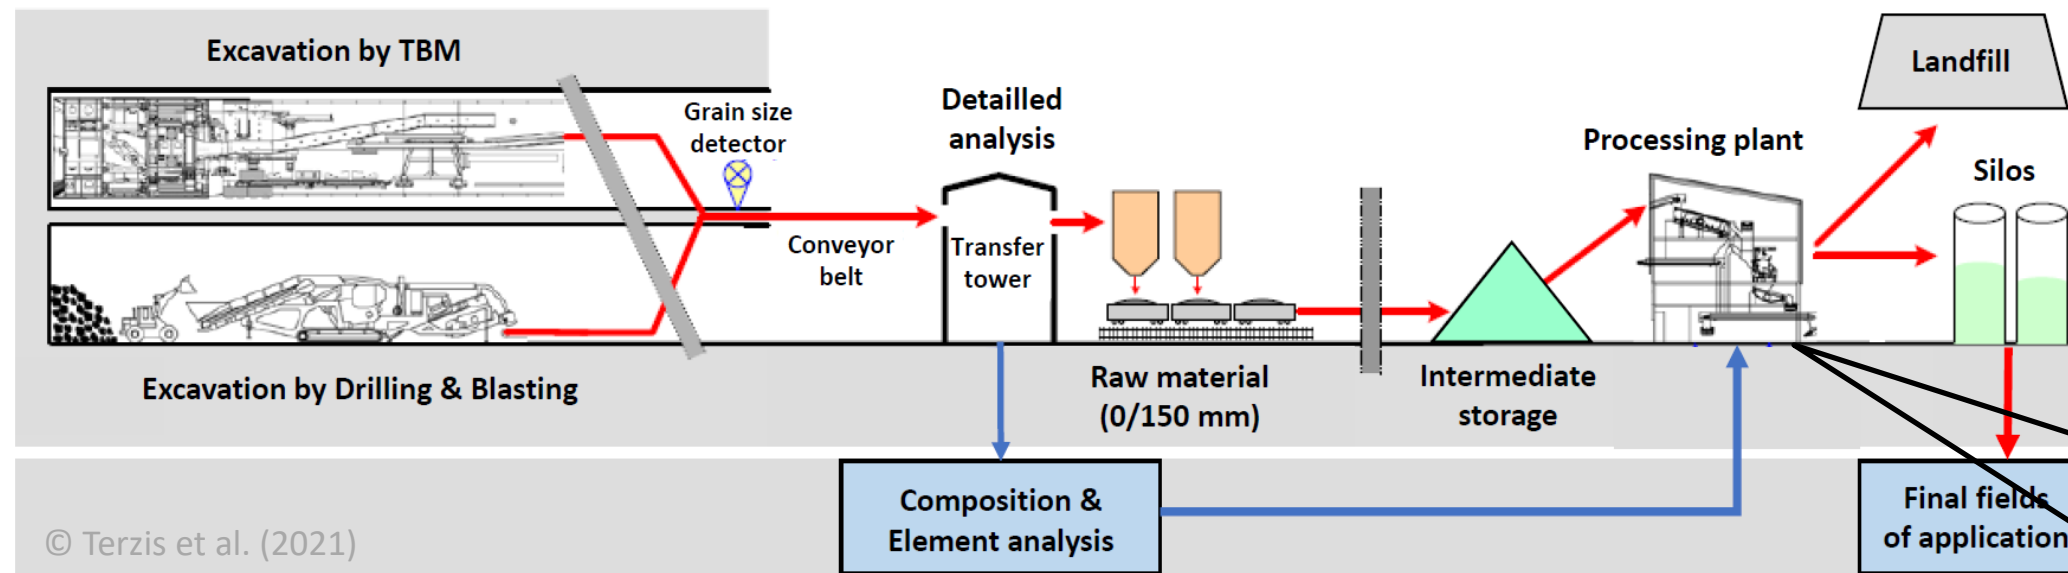 Excavation by TBM
Grain size
detector
Detailled
analysis
Conveyor
belt
Transfer
tower
Excavation by Drilling & Blasting
Raw material
(0/150 mm)
Intermediate
storage
Processing plant
Landfill
Silos
Composition &
Element analysis
Final fields
of application
© Terzis et al. (2021)